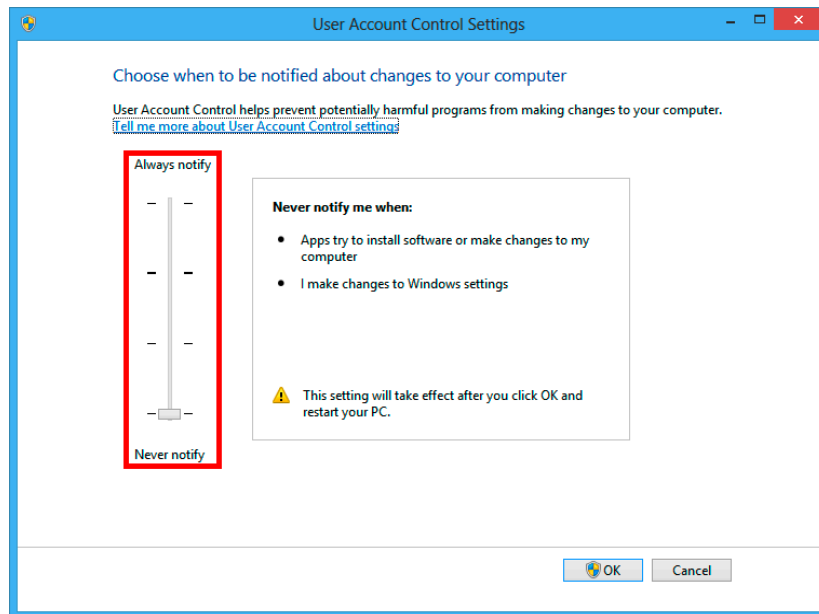 User Account Control Settings
Choose when to be notified about changes to your computer
User Account Control helps prevent potentially harmful programs from making changes to your computer.
Tell me more about User Account Control settings
Always notify
Never notify me when:
Apps try to install software or make changes to my
computer
I make changes to Windows settings
This setting will take effect after you click OK and
restart your PC.
Never notify
OK
Cancel